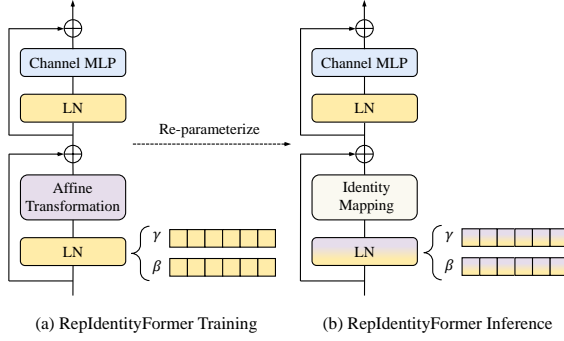 Channel MLP
LN
Affine
Transformation
LN
γ
β
(a) RepIdentityFormer Training
Re-parameterize
Channel MLP
LN
Identity
Mapping
LN
γ
β
(b) RepIdentityFormer Inference